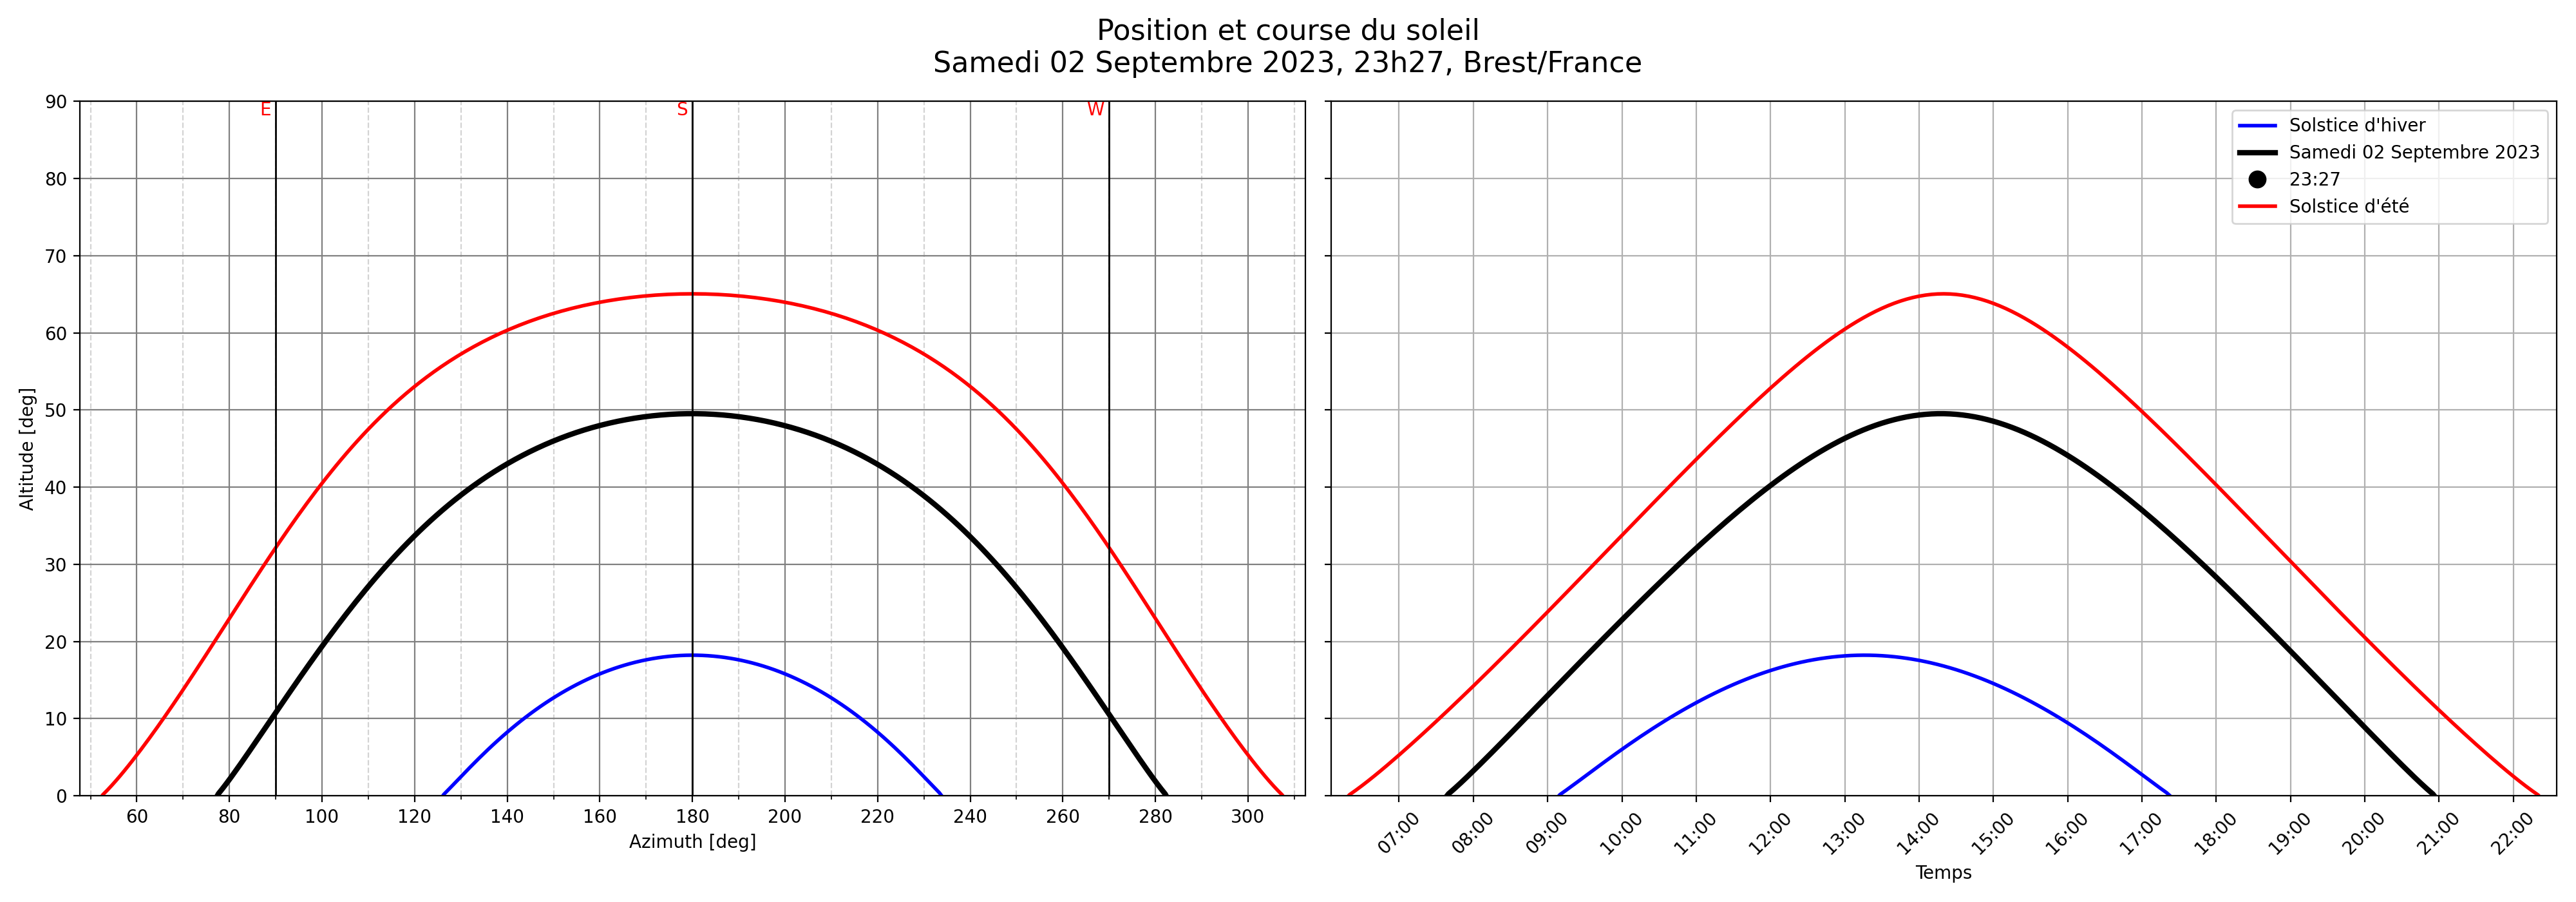 Position et course du soleil
Samedi 02 Septembre 2023, 23h27, Brest/France
E S W
90
80
70
60
50
40
30
20
10
0
Altitude [deg]
60 80 100 120 140 160 180 200 220 240 260 280 300
Azimuth [deg]
Solstice d'hiver
Samedi 02 Septembre 2023
23:27
Solstice d'été
07:00 08:00 09:00 10:00 11:00 12:00 13:00 14:00 15:00 16:00 17:00 18:00 19:00 20:00 21:00 22:00
Temps